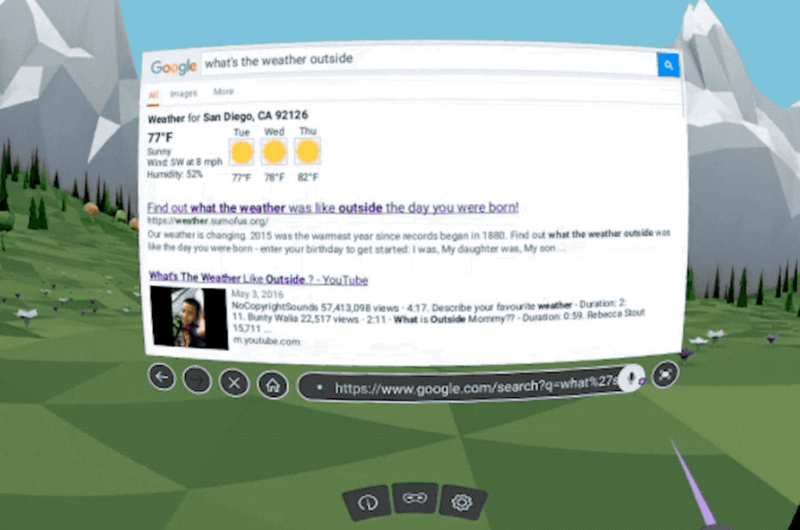 Google what's the weather outside
All Images More
Weather for San Diego, CA 92126
77°F
Sunny
Wind: SW at 8 mph
Humidity: 52%
Tue Wed Thu
77°F 78°F 82°F
Find out what the weather was like outside the day you were born!
https://weather.sumofus.org/
Our weather is changing. 2015 was the warmest year since records began in 1880. Find out what the weather outside was
like the day you were born - enter your birthday to get started: I was, My daughter was, My son ...
What's The Weather Like Outside ? - YouTube
May 3, 2016
NoCopyrightSounds 57,413,098 views · 4:17. Describe your favourite weather - Duration: 2:
11. Bunty Walia 22,517 views · 2:11 · What is Outside Mommy?? - Duration: 0:59. Rebecca Stout
15,711 ...
m.youtube.com
https://www.google.com/search?q=what%27s